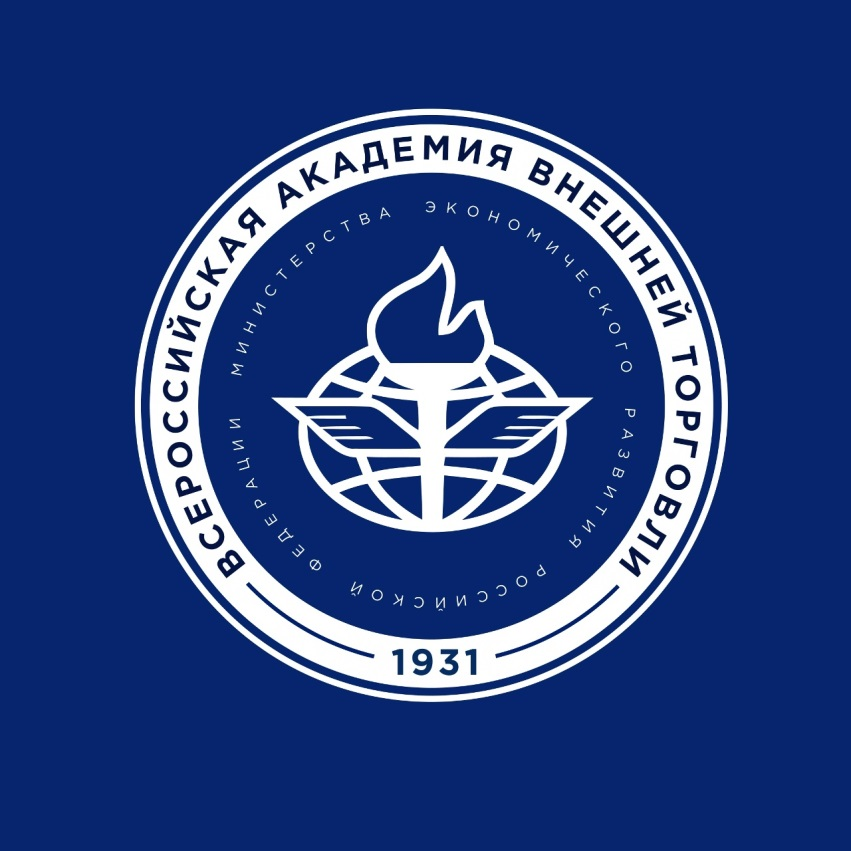 ВСЕРОССИЙСКАЯ АКАДЕМИЯ ВНЕШНЕЙ ТОРГОВЛИ
МИНИСТЕРСТВА ЭКОНОМИЧЕСКОГО РАЗВИТИЯ РОССИЙСКОЙ ФЕДЕРАЦИИ
1931